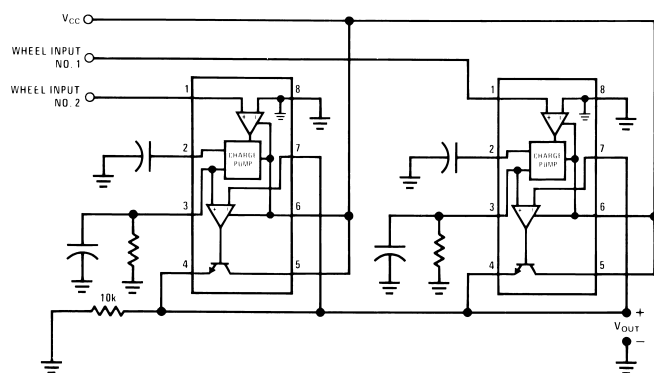 VCC
WHEEL INPUT
NO. 1
WHEEL INPUT
NO. 2
1
8
+ -
2
CHARGE
PUMP
7
3
+ -
6
4
5
10k
1
8
+ -
2
CHARGE
PUMP
7
3
+ -
6
4
5
+
VOUT
-